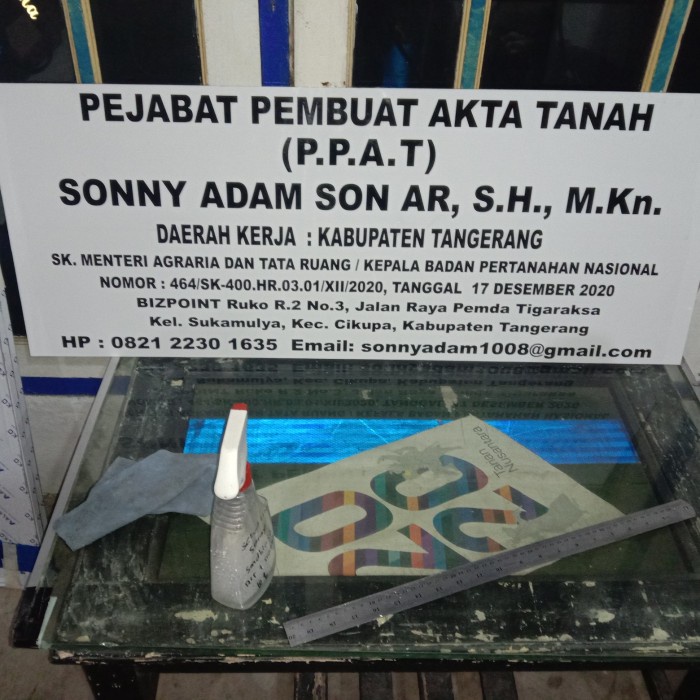 PEJABAT PEMBUAT AKTA TANAH
(P.P.A.T)
SONNY ADAM SON AR, S.H., M.Kn.
DAERAH KERJA : KABUPATEN TANGERANG
SK. MENTERI AGRARIA DAN TATA RUANG / KEPALA BADAN PERTANAHAN NASIONAL
NOMOR : 464/SK-400.HR.03.01/XII/2020, TANGGAL 17 DESEMBER 2020
BIZPOINT Ruko R.2 No.3, Jalan Raya Pemda Tigaraksa
Kel. Sukamulya, Kec. Cikupa, Kabupaten Tangerang
HP : 0821 2230 1635 Email: sonnyadam1008@gmail.com
Taman
Nusantara